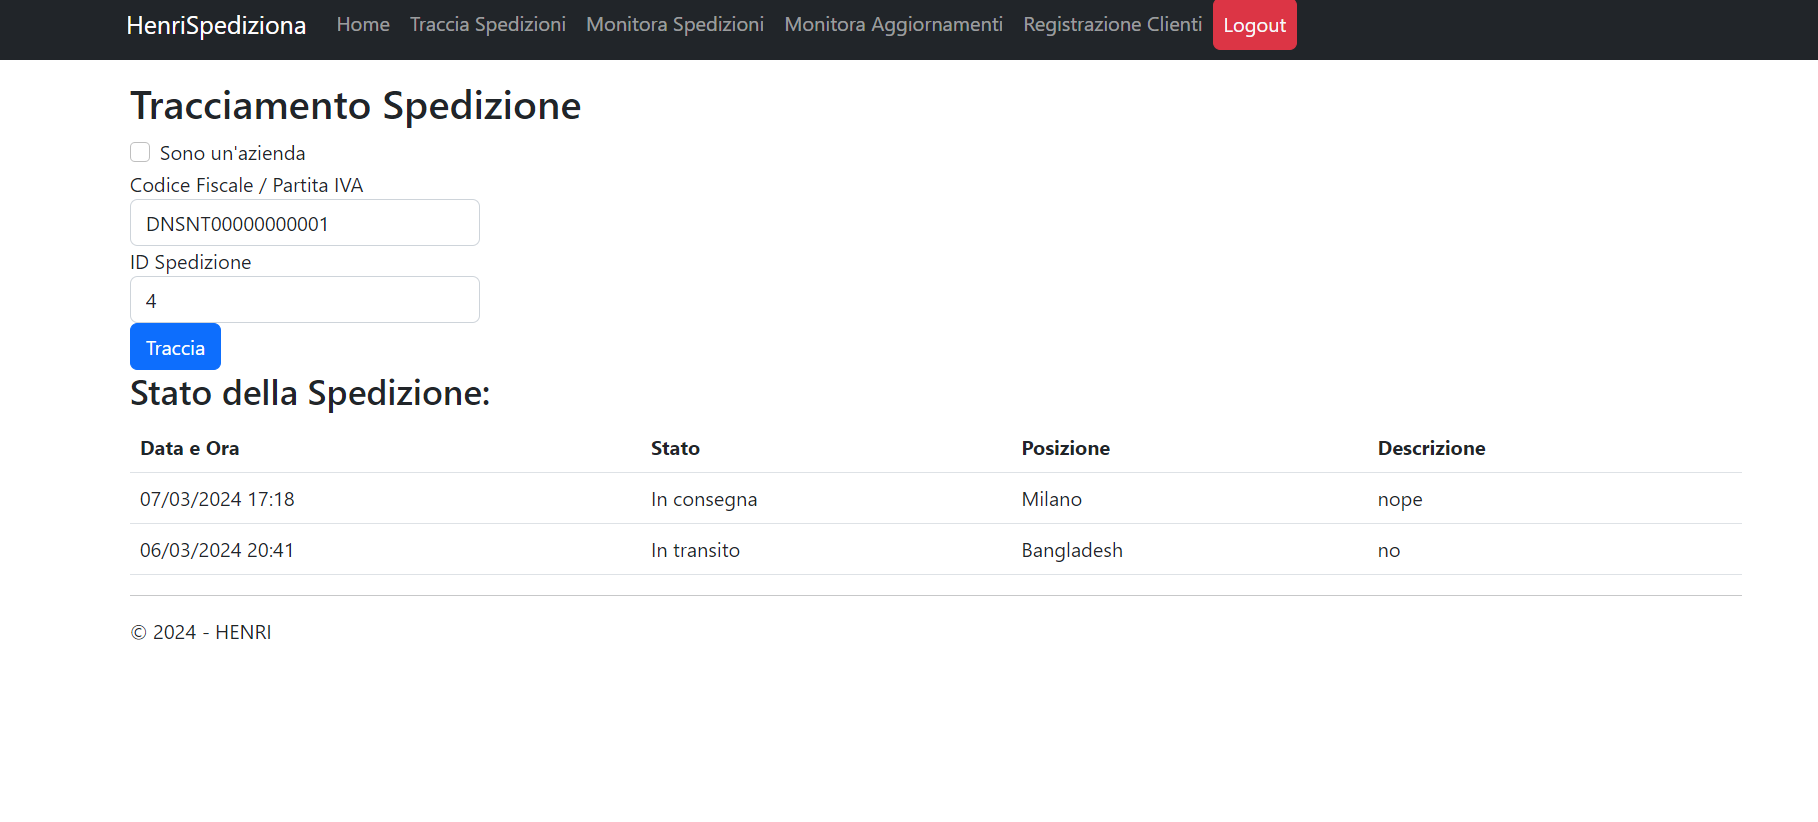 HenriSpediziona Home Traccia Spedizioni Monitora Spedizioni Monitora Aggiornamenti Registrazione Clienti Logout
Tracciamento Spedizione
Sono un'azienda
Codice Fiscale / Partita IVA
DNSNT00000000001
ID Spedizione
4
Traccia
Stato della Spedizione:
Data e Ora Stato Posizione Descrizione
07/03/2024 17:18 In consegna Milano nope
06/03/2024 20:41 In transito Bangladesh no
© 2024 - HENRI